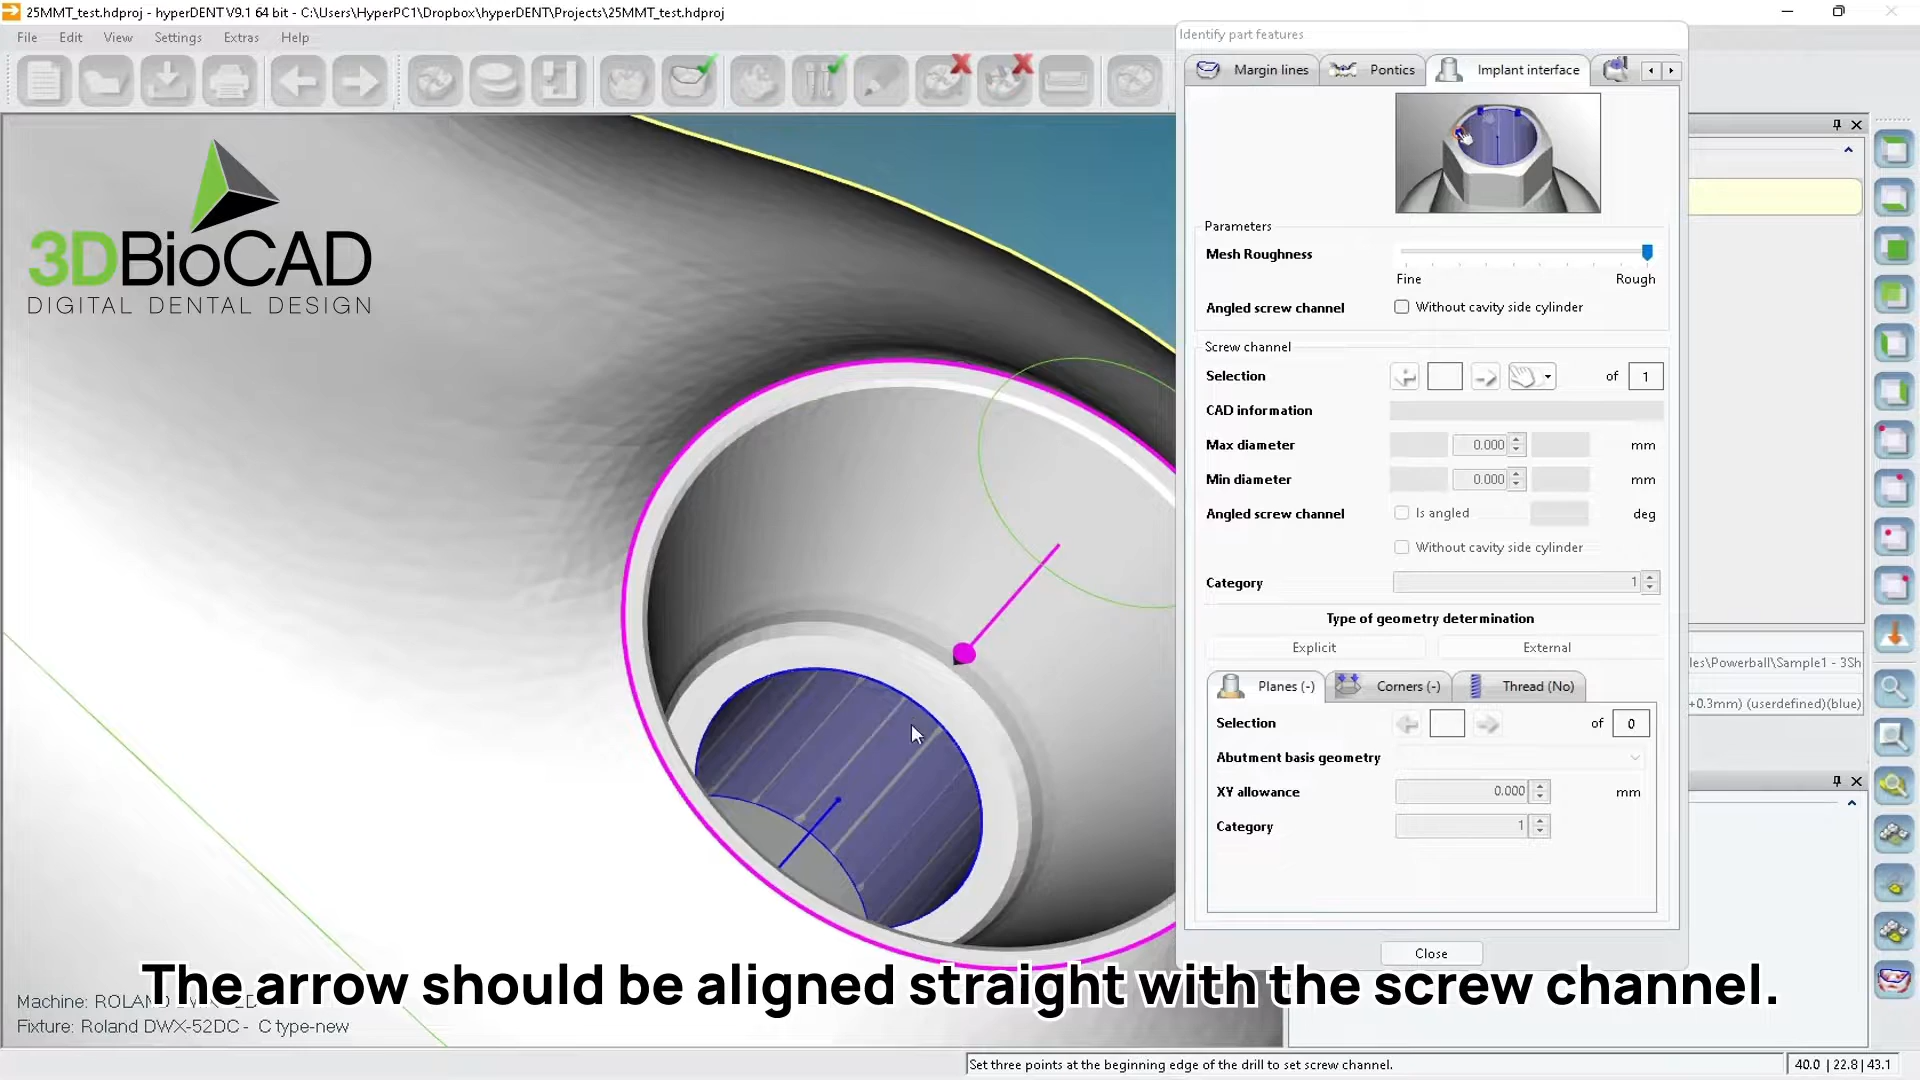 25MMT_test.hdproj - hyperDENT V9.1 64 bit - C:\Users\HyperPC1\Dropbox\hyperDENT\Projects\25MMT_test.hdproj
File Edit View Settings Extras Help
Identify part features
Margin lines Pontics Implant interface
3DBioCAD
DIGITAL DENTAL DESIGN
Parameters
Mesh Roughness
Fine Rough
Angled screw channel Without cavity side cylinder
Screw channel
Selection of 1
CAD information
Max diameter 0.000 mm
Min diameter 0.000 mm
Angled screw channel Is angled deg
Without cavity side cylinder
Category 1
Type of geometry determination
Explicit External
les\Powerball\Sample1 - 3Sh
Planes (-) Corners (-) Thread (No)
+0.3mm) (userdefined)(blue)
Selection of 0
Abutment basis geometry
XY allowance 0.000 mm
Category 1
Close
The arrow should be aligned straight with the screw channel.
Machine: ROLAND
Fixture: Roland DWX-52DC - C type-new
Set three points at the beginning edge of the drill to set screw channel.
40.0 | 22.8 | 43.1